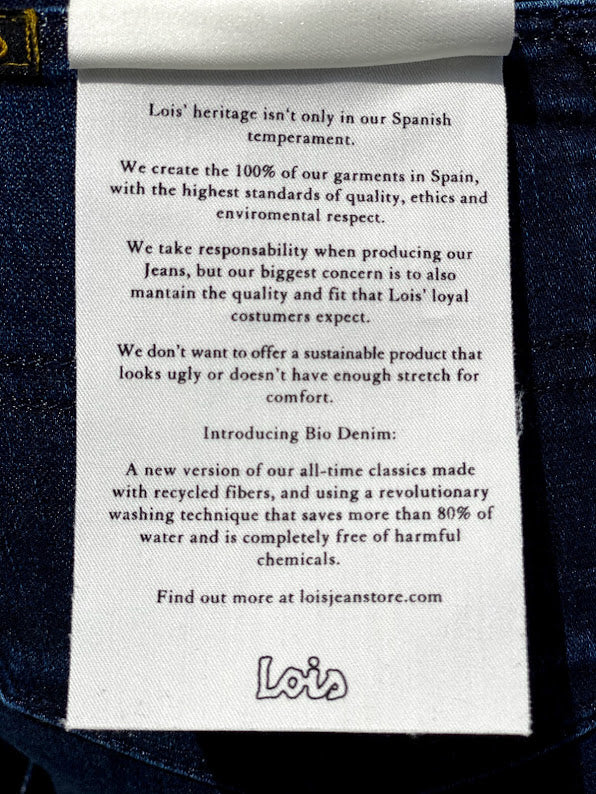 Lois' heritage isn't only in our Spanish
temperament.
We create the 100% of our garments in Spain,
with the highest standards of quality, ethics and
enviromental respect.
We take responsability when producing our
Jeans, but our biggest concern is to also
mantain the quality and fit that Lois' loyal
costumers expect.
We don't want to offer a sustainable product that
looks ugly or doesn't have enough stretch for
comfort.
Introducing Bio Denim:
A new version of our all-time classics made
with recycled fibers, and using a revolutionary
washing technique that saves more than 80% of
water and is completely free of harmful
chemicals.
Find out more at loisjeanstore.com
Lois